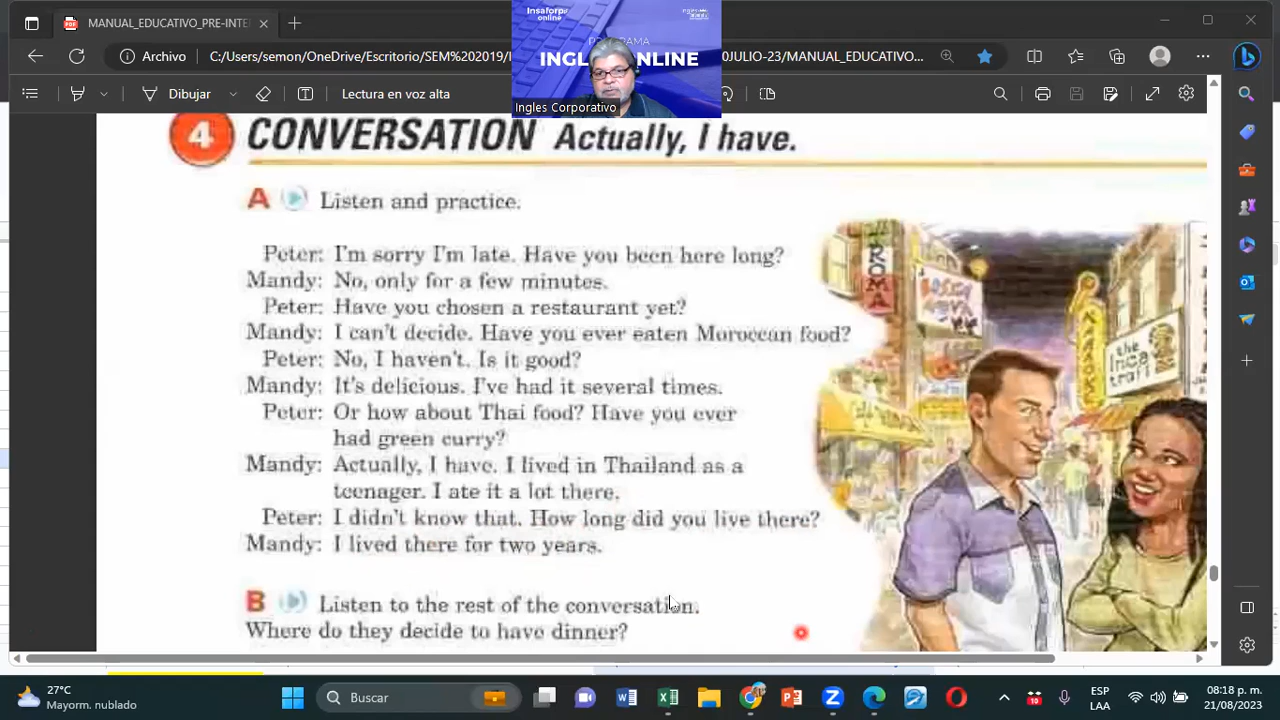 MANUAL_EDUCATIVO_PRE-INTE
Insaforp online
INGL NLINE
Ingles Corporativo
Archivo
C:/Users/semon/OneDrive/Escritorio/SEM%202019/
0JULIO-23/MANUAL_EDUCATIVO...
Dibujar
Lectura en voz alta
4 CONVERSATION Actually, I have.
A Listen and practice.
Peter: I'm sorry I'm late. Have you been here long?
Mandy: No, only for a few minutes.
Peter: Have you chosen a restaurant yet?
Mandy: I can't decide. Have you ever eaten Moroccan food?
Peter: No, I haven't. Is it good?
Mandy: It's delicious. I've had it several times.
Peter: Or how about Thai food? Have you ever
had green curry?
Mandy: Actually, I have. I lived in Thailand as a
teenager. I ate it a lot there.
Peter: I didn't know that. How long did you live there?
Mandy: I lived there for two years.
ROMA
KARAOK
the
inca
trail
B Listen to the rest of the conversation.
Where do they decide to have dinner?
27°C
Mayorm. nublado
Buscar
10
ESP
LAA
08:18 p. m.
21/08/2023